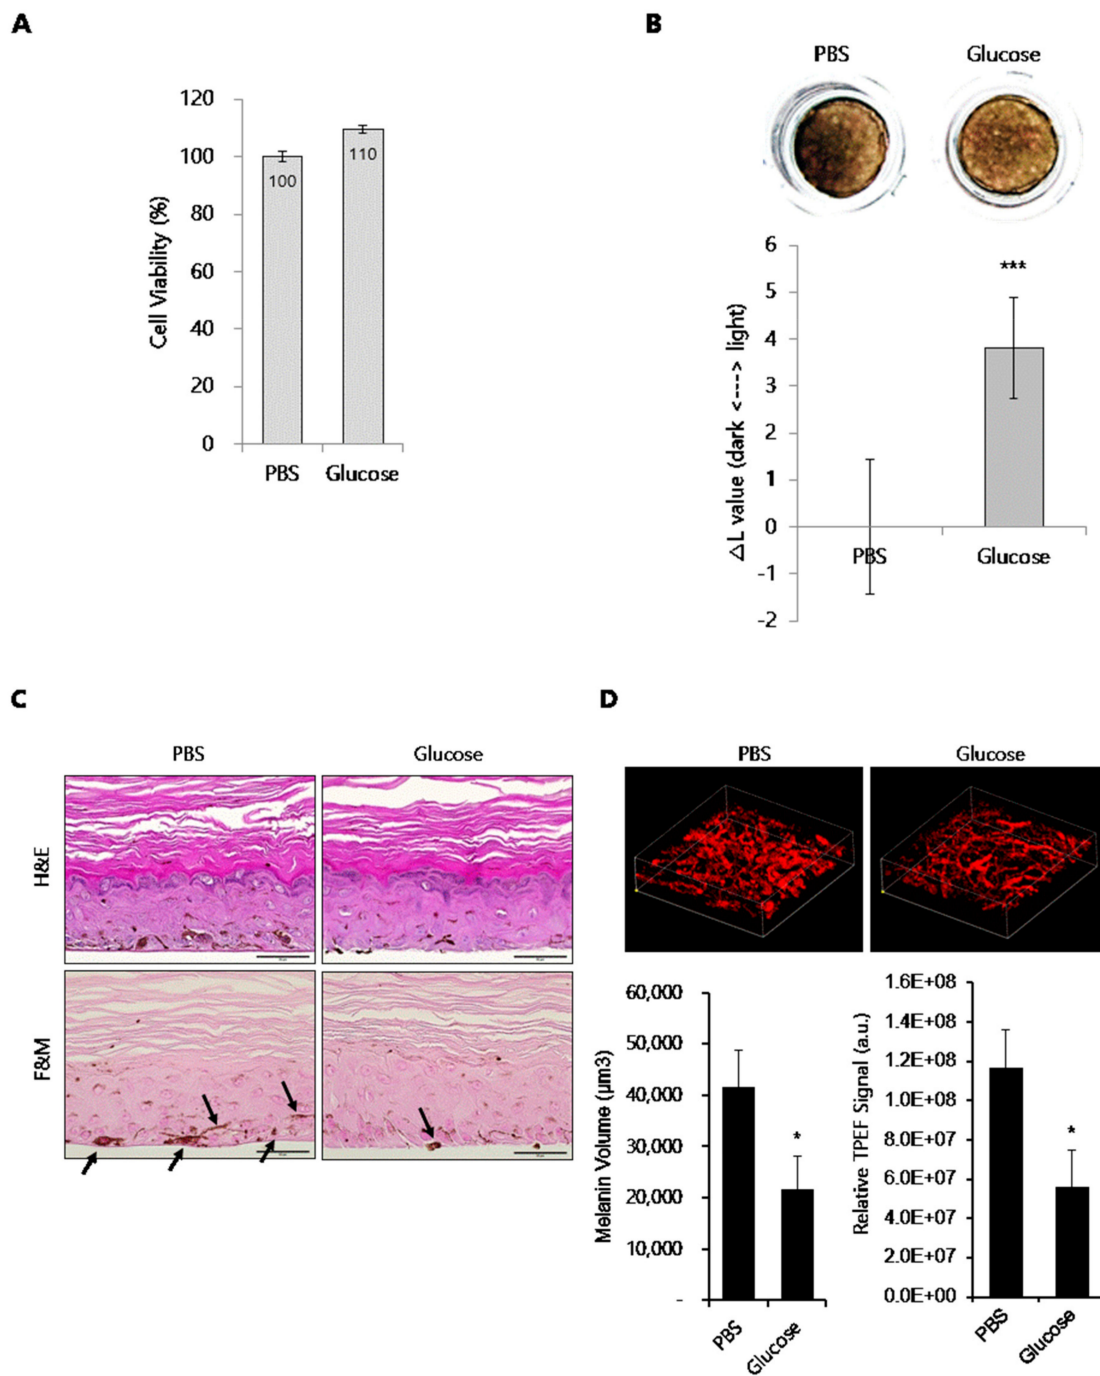 A
120
100
80
60
40
20
0
Cell Viability (%)
100
110
PBS Glucose
B
PBS Glucose
6
5
4
3
2
1
0
-1
-2
△L value (dark <---> light)
***
PBS Glucose
C
PBS Glucose
H&E
F&M
D
PBS Glucose
60,000
50,000
40,000
30,000
20,000
10,000
-
Melanin Volume (µm3)
*
PBS
Glucose
1.6E+08
1.4E+08
1.2E+08
1.0E+08
8.0E+07
6.0E+07
4.0E+07
2.0E+07
0.0E+00
Relative TPEF Signal (a.u.)
*
PBS
Glucose